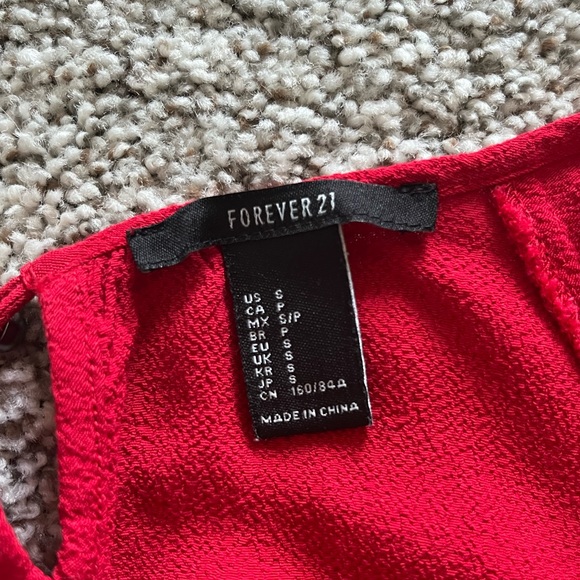 FOREVER 21
US S
CA P
MX S/P
BR P
EU S
UK S
KR S
JP S
CN 160/84A
MADE IN CHINA